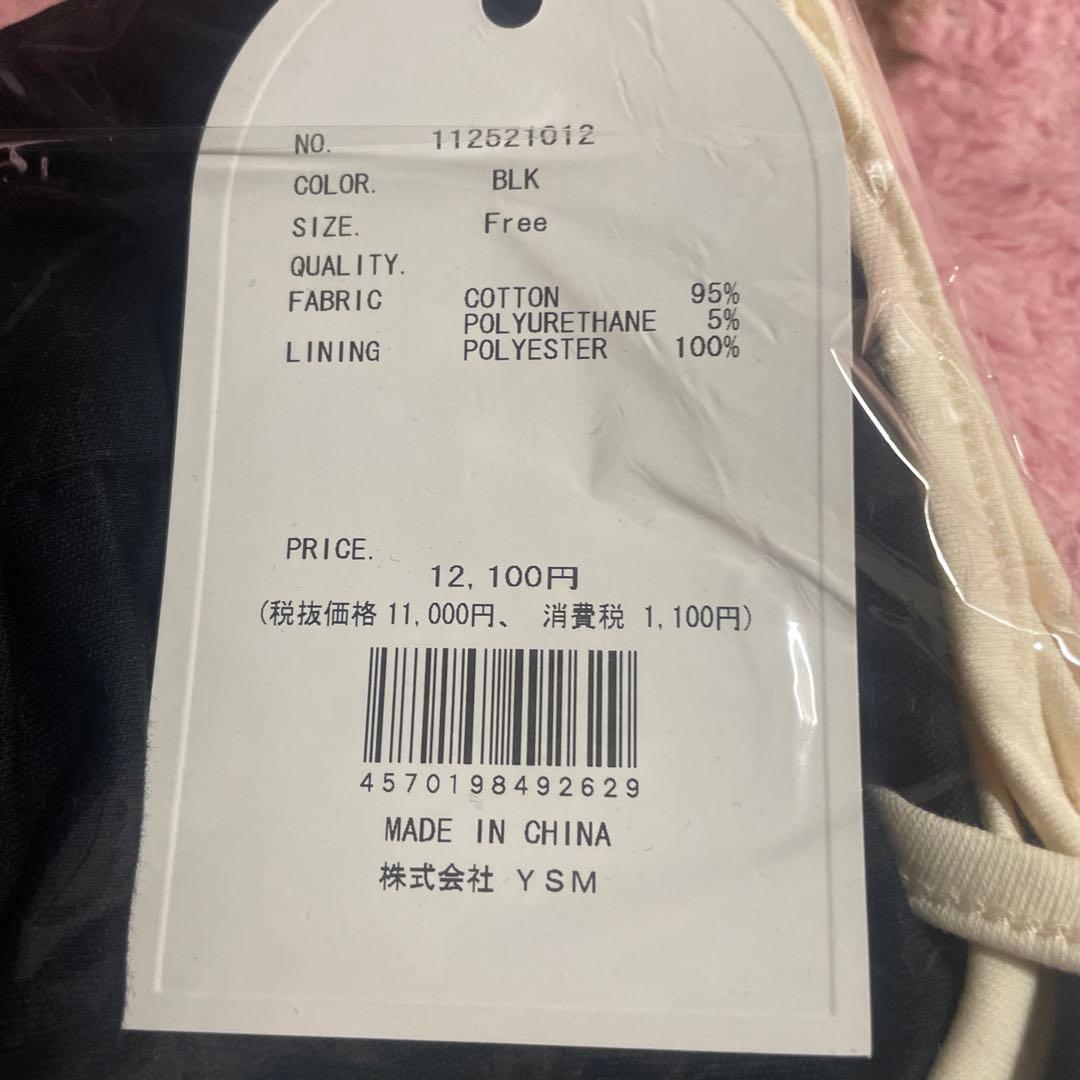 NO. 112521012
COLOR. BLK
SIZE. Free
QUALITY.
FABRIC COTTON 95%
POLYURETHANE 5%
LINING POLYESTER 100%
PRICE.
12,100円
(税抜価格 11,000円、 消費税 1,100円)
4570198492629
MADE IN CHINA
株式会社 YSM